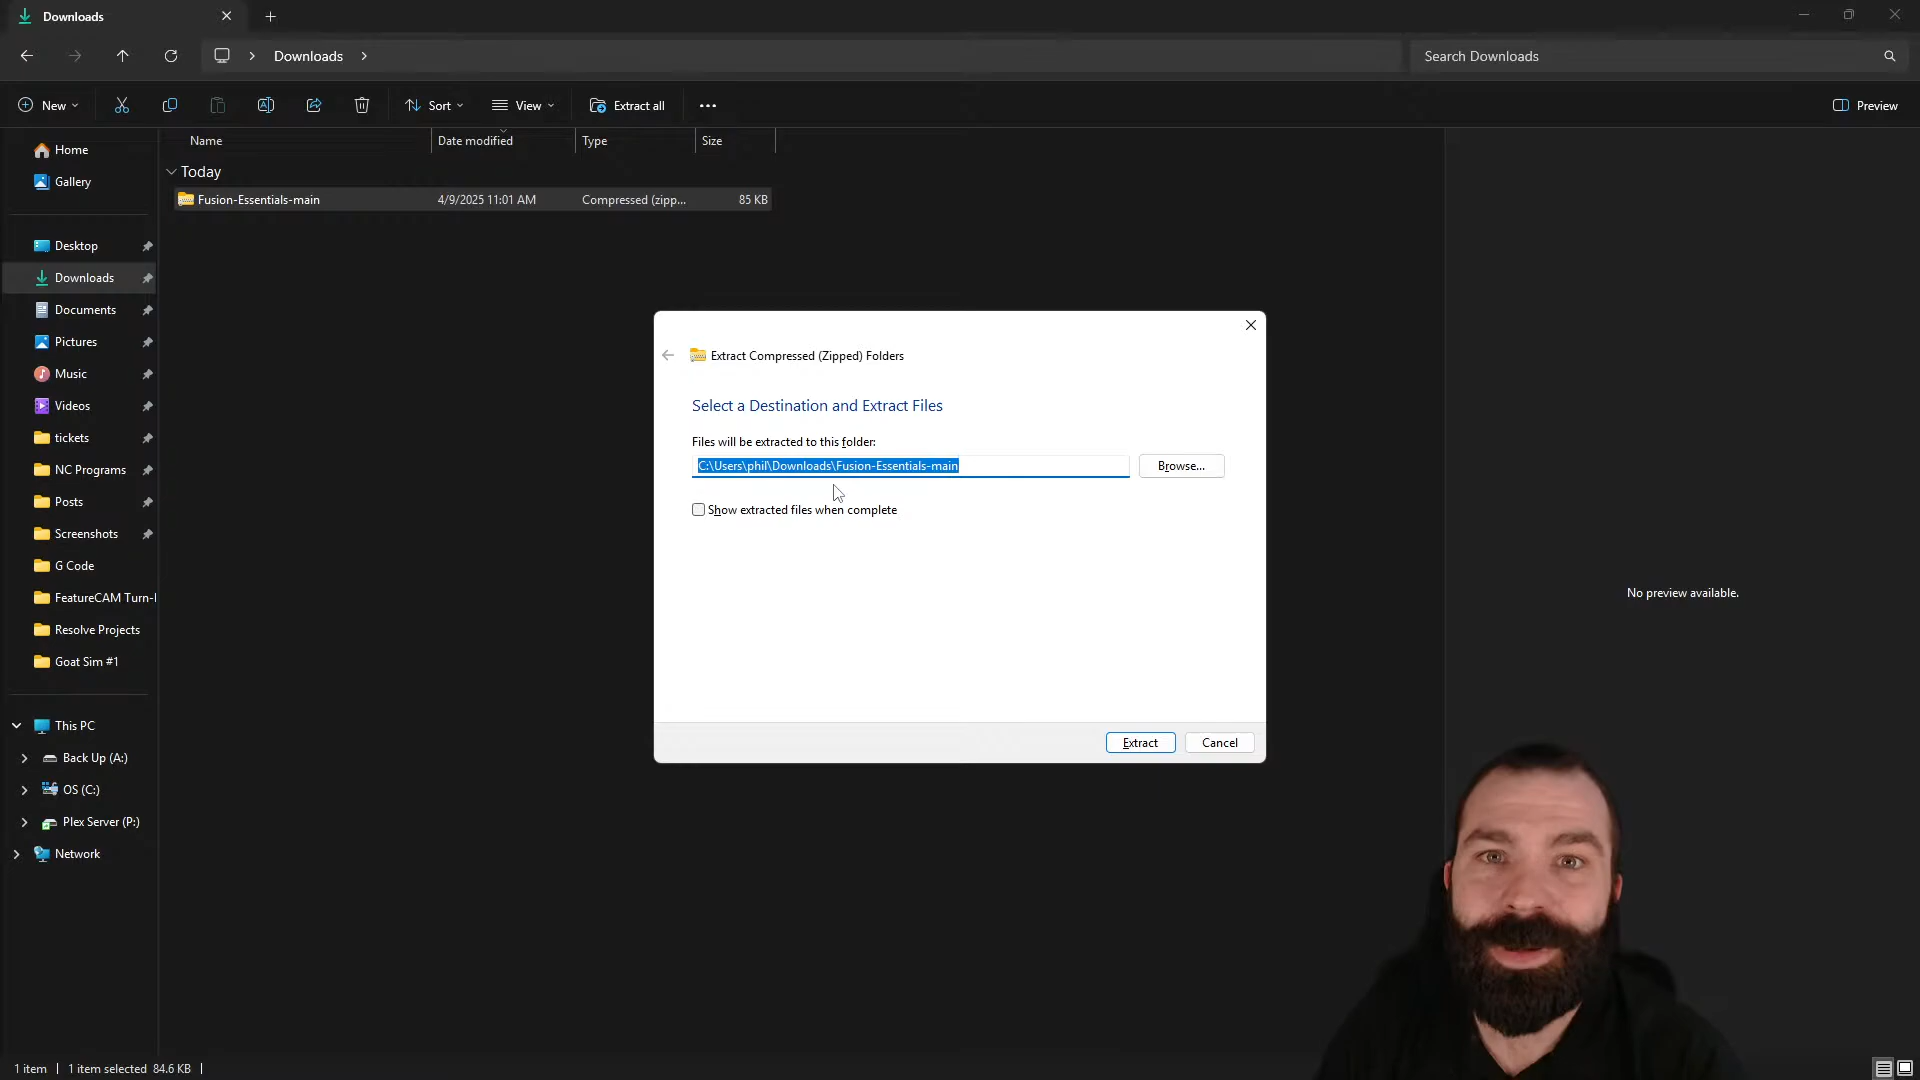 Downloads
Downloads
Search Downloads
New
Sort
View
Extract all
Preview
Name
Date modified
Type
Size
Home
Gallery
Today
Fusion-Essentials-main
4/9/2025 11:01 AM
Compressed (zipp...
85 KB
Desktop
Downloads
Documents
Pictures
Music
Videos
tickets
NC Programs
Posts
Screenshots
G Code
FeatureCAM Turn-
Resolve Projects
Goat Sim #1
This PC
Back Up (A:)
OS (C:)
Plex Server (P:)
Network
Extract Compressed (Zipped) Folders
Select a Destination and Extract Files
Files will be extracted to this folder:
C:\Users\phil\Downloads\Fusion-Essentials-main
Browse...
Show extracted files when complete
Extract
Cancel
No preview available.
1 item
1 item selected 84.6 KB